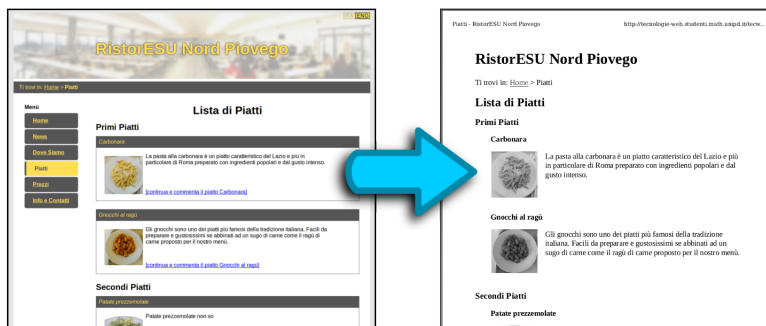 ITA ENG
RistorESU Nord Piovego
Ti trovi in: Home > Piatti
Menù
Home
News
Dove Siamo
Piatti
Prezzi
Info e Contatti
Lista di Piatti
Primi Piatti
Carbonara
La pasta alla carbonara è un piatto caratteristico del Lazio e più in
particolare di Roma preparato con ingredienti popolari e dal gusto intenso.
[continua e commenta il piatto Carbonara]
Gnocchi al ragù
Gli gnocchi sono uno dei piatti più famosi della tradizione italiana. Facili da
preparare e gustosissimi se abbinati ad un sugo di carne come il ragù di
carne proposto per il nostro menù.
[continua e commenta il piatto Gnocchi al ragù]
Secondi Piatti
Patate prezzemolate
Patate prezzemolate non so
Piatti - RistorESU Nord Piovego
http://tecnologie-web.studenti.math.unipd.it/tecw...
RistorESU Nord Piovego
Ti trovi in: Home > Piatti
Lista di Piatti
Primi Piatti
Carbonara
La pasta alla carbonara è un piatto caratteristico del Lazio e più
in particolare di Roma preparato con ingredienti popolari e dal
gusto intenso.
Gnocchi al ragù
Gli gnocchi sono uno dei piatti più famosi della tradizione
italiana. Facili da preparare e gustosissimi se abbinati ad un
sugo di carne come il ragù di carne proposto per il nostro menù.
Secondi Piatti
Patate prezzemolate